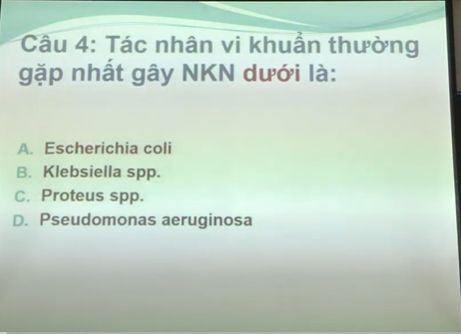 Câu 4: Tác nhân vi khuẩn thường
gặp nhất gây NKN dưới là:
A. Escherichia coli
B. Klebsiella spp.
C. Proteus spp.
D. Pseudomonas aeruginosa